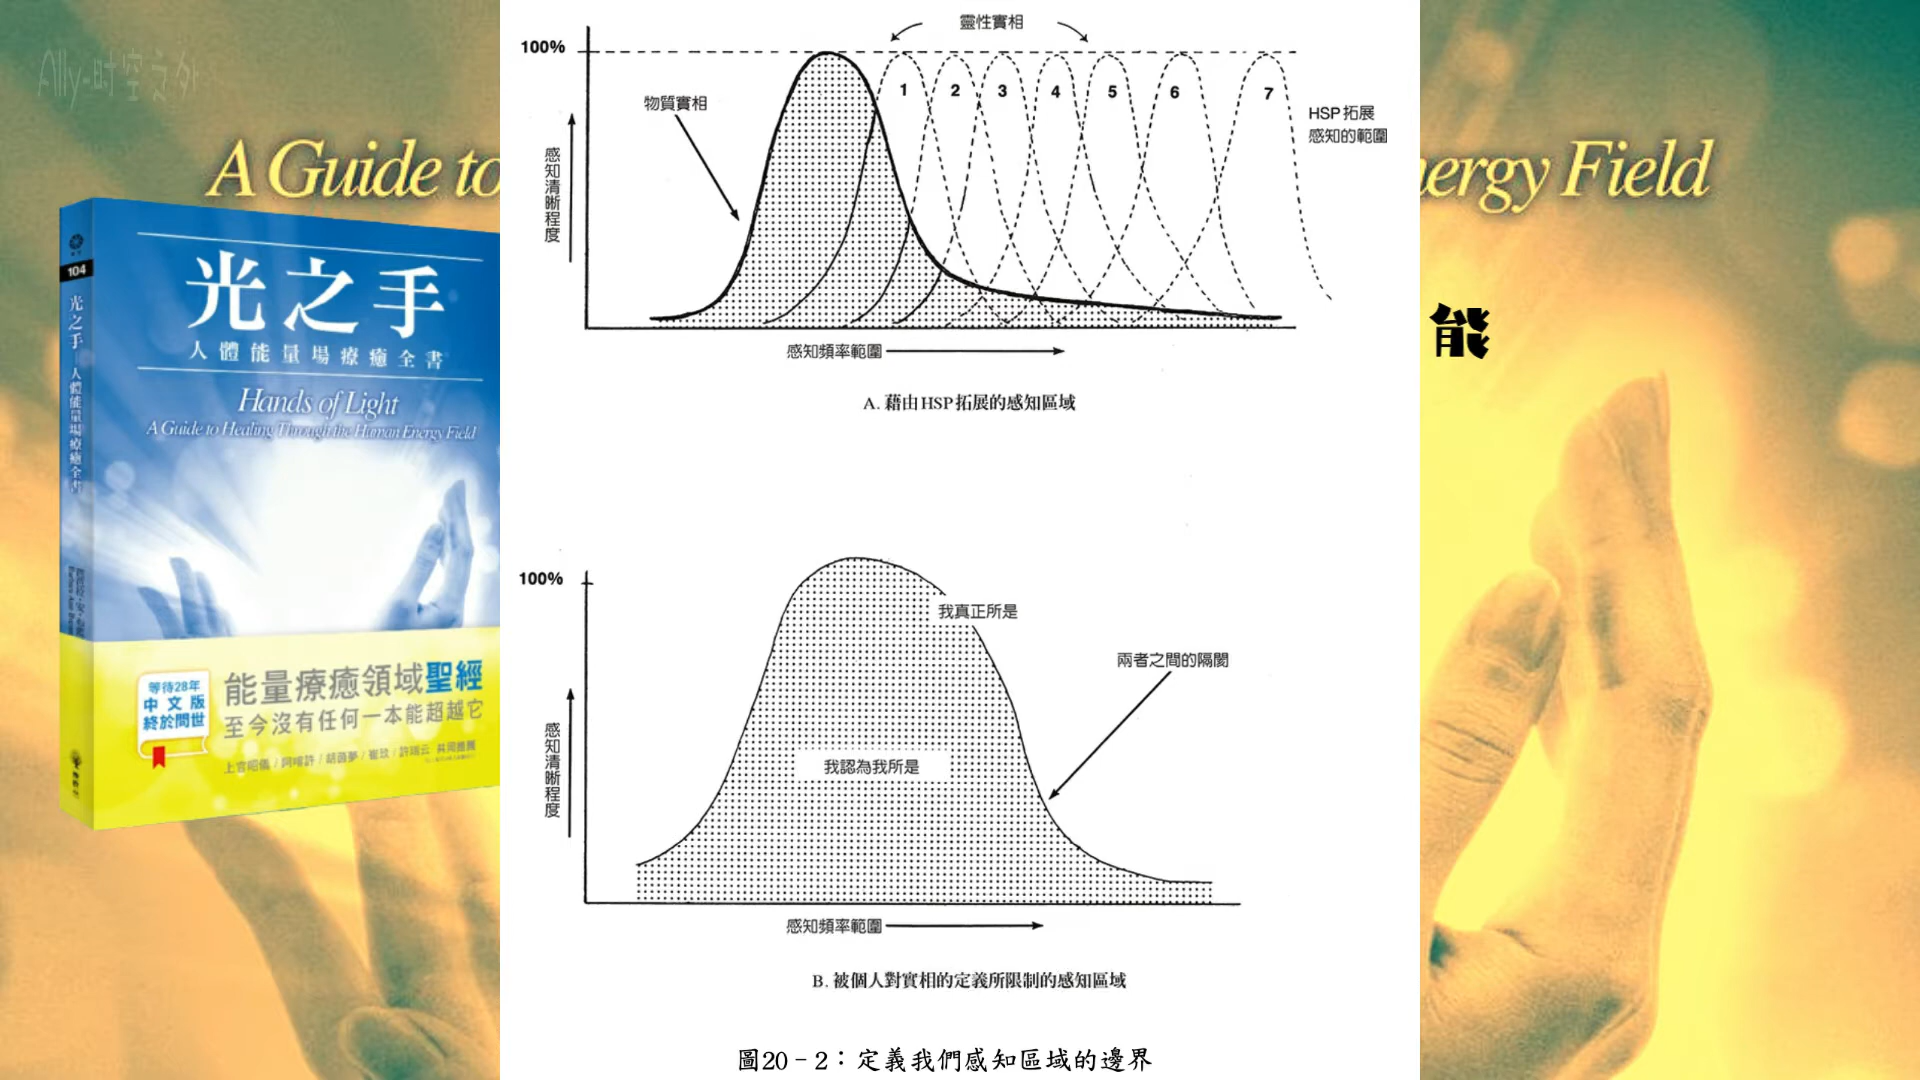 Ally-时空之外
A Guide to
ergy Field
能
104
光之手
人體能量場療癒全書
光之手
人體能量場療癒全書
Hands of Light
A Guide to Healing Through the Human Energy Field
等待28年
中文版
終於問世
能量療癒領域聖經
至今沒有任何一本能超越它
靈性實相
100%
1 2 3 4 5 6 7
物質實相
HSP拓展
感知的範圍
感知清晰程度
感知頻率範圍
A. 藉由HSP拓展的感知區域
100%
我真正所是
兩者之間的隔閡
我認為我所是
感知清晰程度
感知頻率範圍
B. 被個人對實相的定義所限制的感知區域
圖20-2：定義我們感知區域的邊界